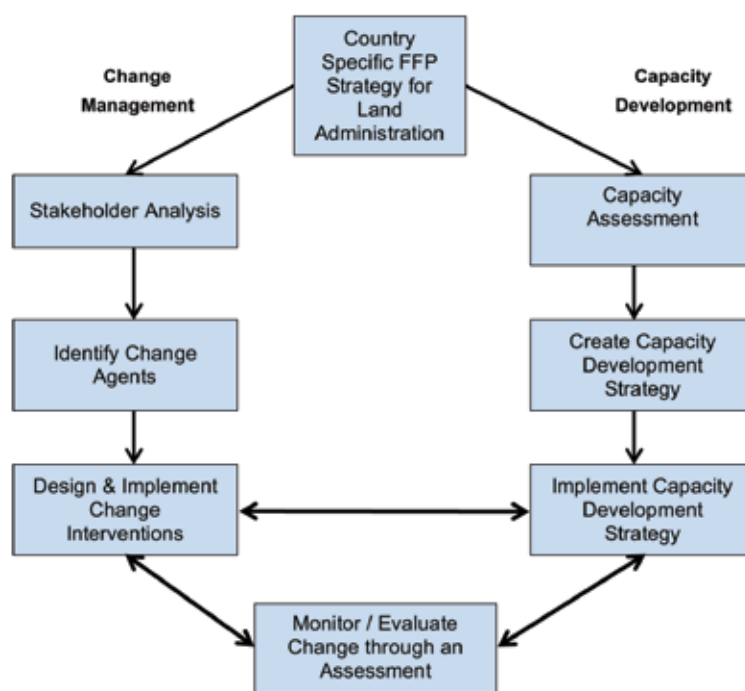 Country
Specific FFP
Strategy for
Land
Administration
Change
Management
Capacity
Development
Stakeholder Analysis
Capacity
Assessment
Identify Change
Agents
Create Capacity
Development
Strategy
Design & Implement
Change
Interventions
Implement Capacity
Development
Strategy
Monitor / Evaluate
Change through an
Assessment